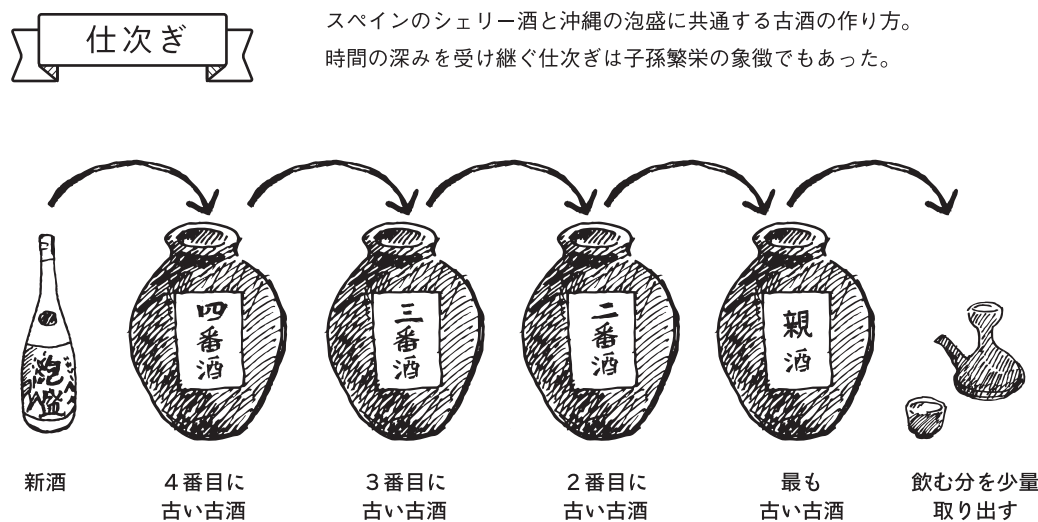 仕次ぎ
スペインのシェリー酒と沖縄の泡盛に共通する古酒の作り方。
時間の深みを受け継ぐ仕次ぎは子孫繁栄の象徴でもあった。
泡盛
四番酒
三番酒
二番酒
親酒
新酒
4番目に
古い古酒
3番目に
古い古酒
2番目に
古い古酒
最も
古い古酒
飲む分を少量
取り出す